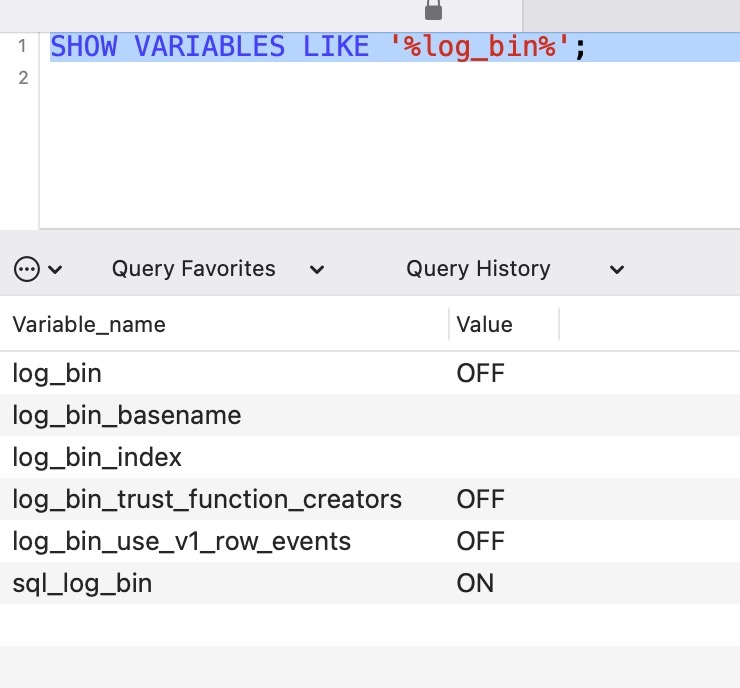 1 SHOW VARIABLES LIKE '%log_bin%';
2
Query Favorites Query History
Variable_name Value
log_bin OFF
log_bin_basename
log_bin_index
log_bin_trust_function_creators OFF
log_bin_use_v1_row_events OFF
sql_log_bin ON